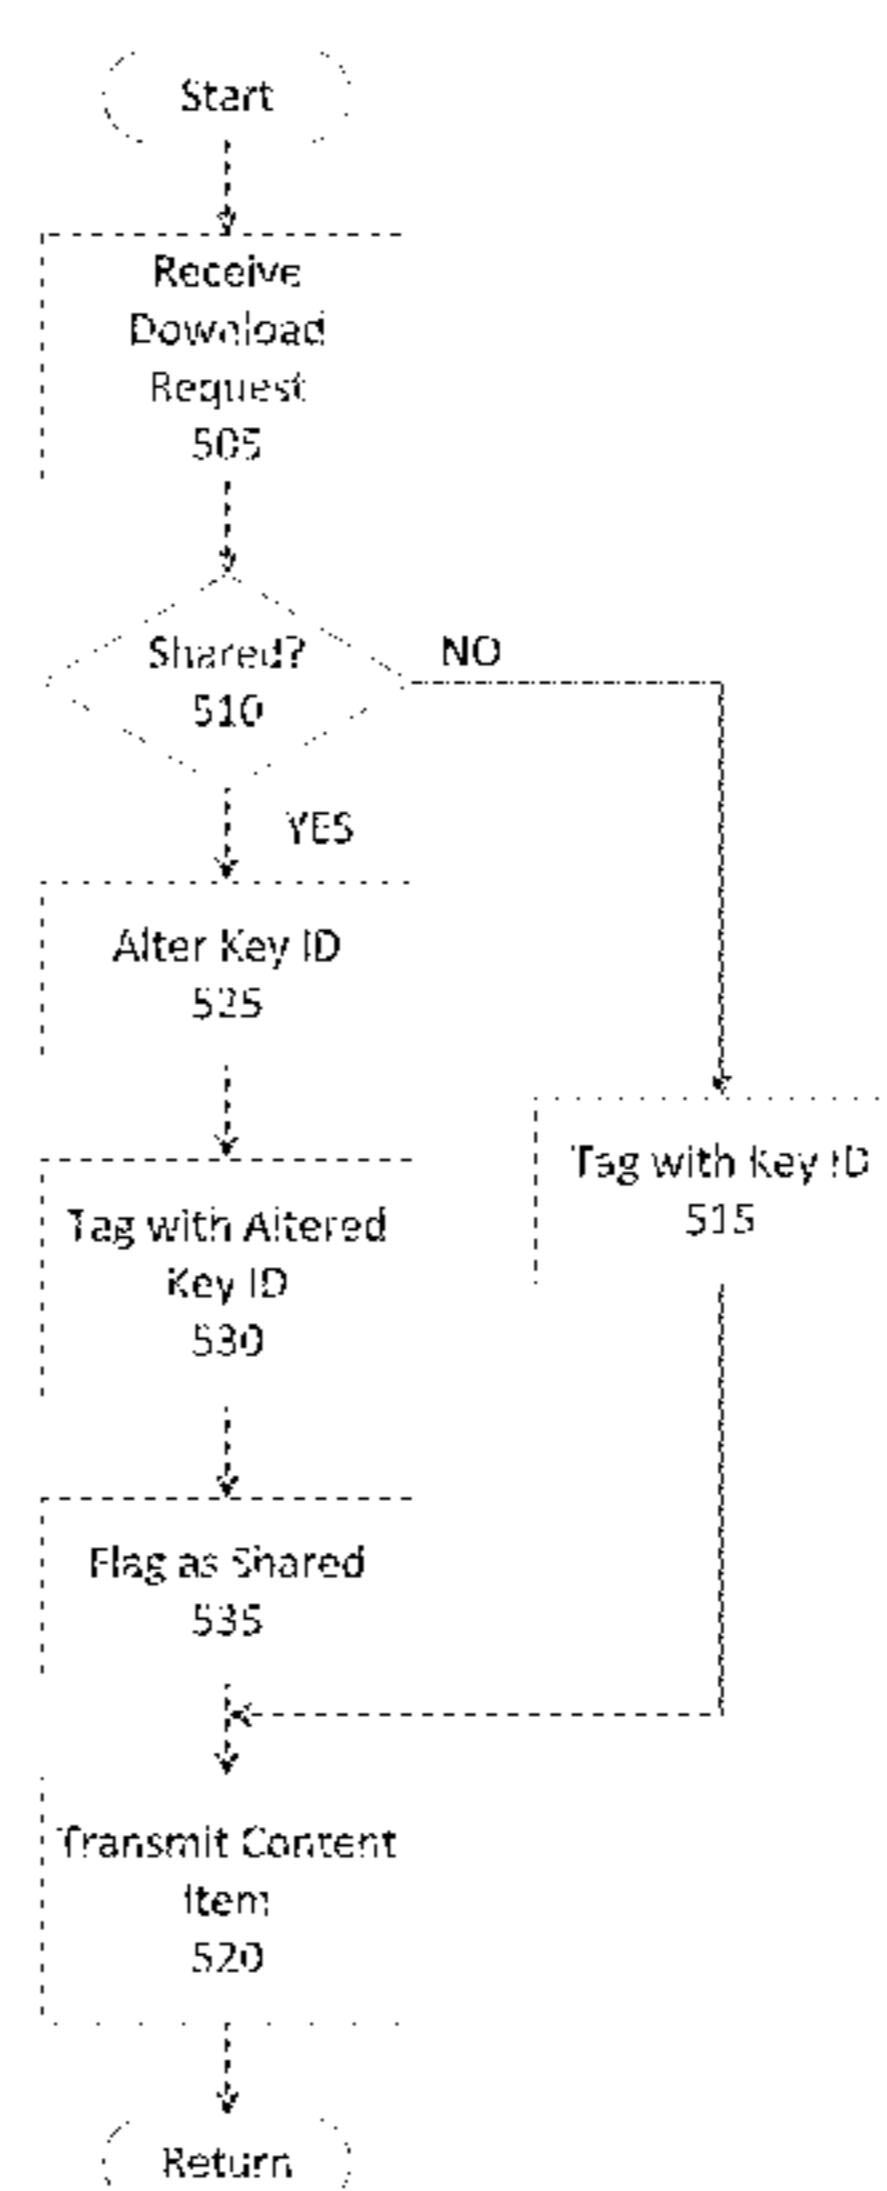 Start
Receive
Download
Request
505
Shared?
510
NO
YES
Alter Key ID
525
Tag with Altered
Key ID
530
Tag with Key ID
515
Flag as Shared
535
Transmit Content
Item
520
Return